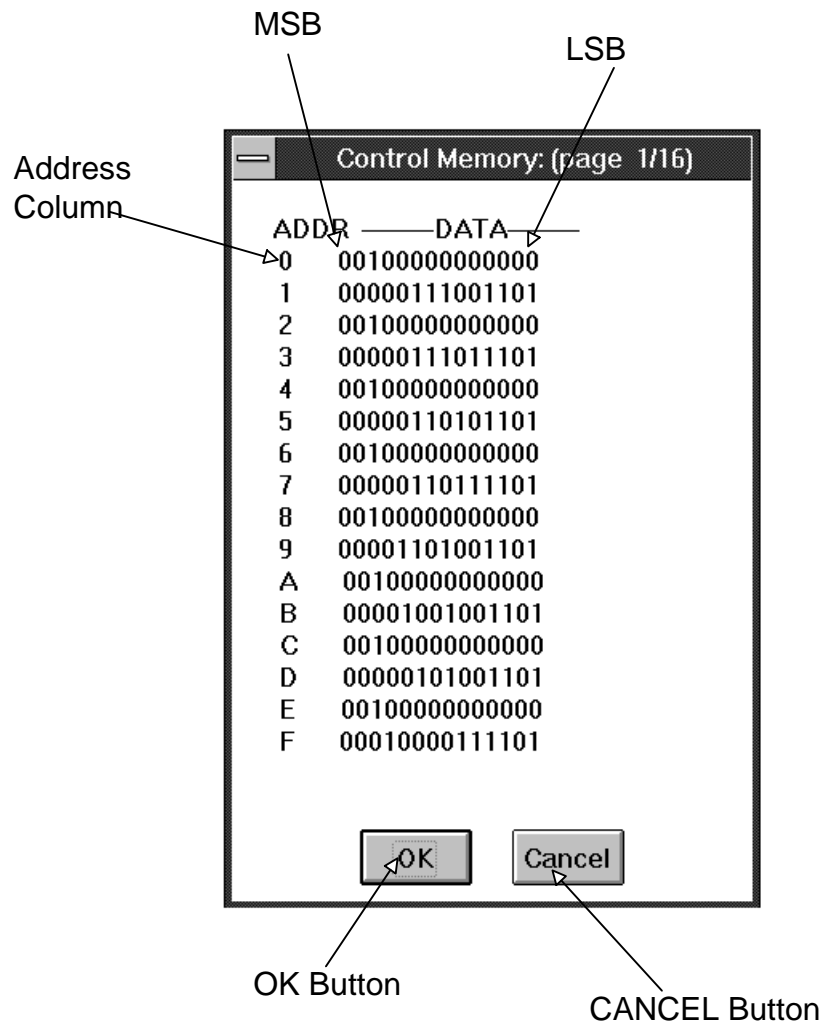 MSB
LSB
Control Memory: (page 1/16)
Address
Column
ADDR DATA
0 00100000000000
1 00000111001101
2 00100000000000
3 00000111011101
4 00100000000000
5 00000110101101
6 00100000000000
7 00000110111101
8 00100000000000
9 00001101001101
A 00100000000000
B 00001001001101
C 00100000000000
D 00000101001101
E 00100000000000
F 00010000111101
OK Cancel
OK Button
CANCEL Button